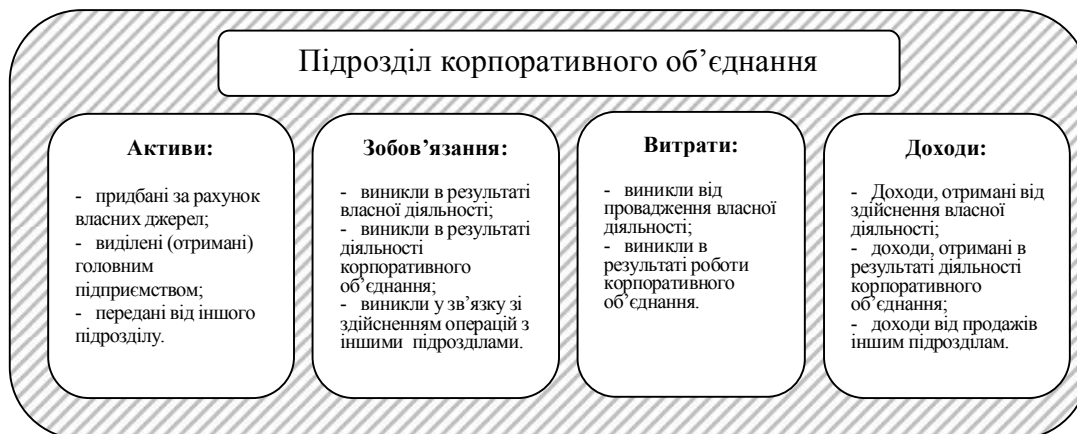 Підрозділ корпоративного об’єднання
Активи:
- придбані за рахунок
власних джерел;
- виділені (отримані)
головним
підприємством;
- передані від іншого
підрозділу.
Зобов’язання:
- виникли в результаті
власної діяльності;
- виникли в результаті
діяльності
корпоративного
об’єднання;
- виникли у зв’язку зі
здійсненням операцій з
іншими підрозділами.
Витрати:
- виникли від
провадження власної
діяльності;
- виникли в
результаті роботи
корпоративного
об’єднання.
Доходи:
- Доходи, отримані від
здійснення власної
діяльності;
- доходи, отримані в
результаті діяльності
корпоративного
об’єднання;
- доходи від продажів
іншим підрозділам.